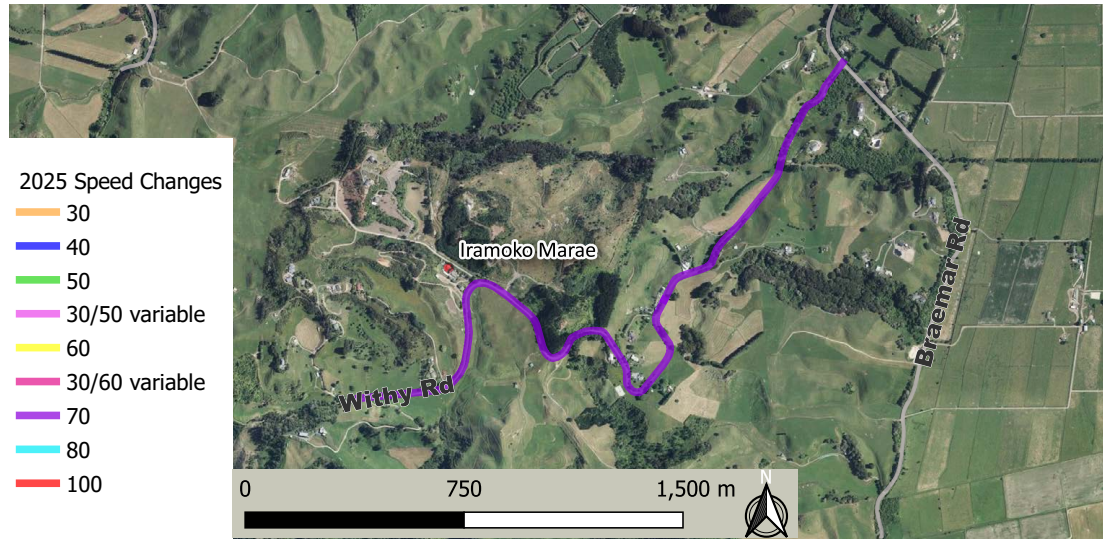 2025 Speed Changes
30
40
50
30/50 variable
60
30/60 variable
70
80
100
Iramoko Marae
Braemar Rd
Withy Rd
0 750 1,500 m
N